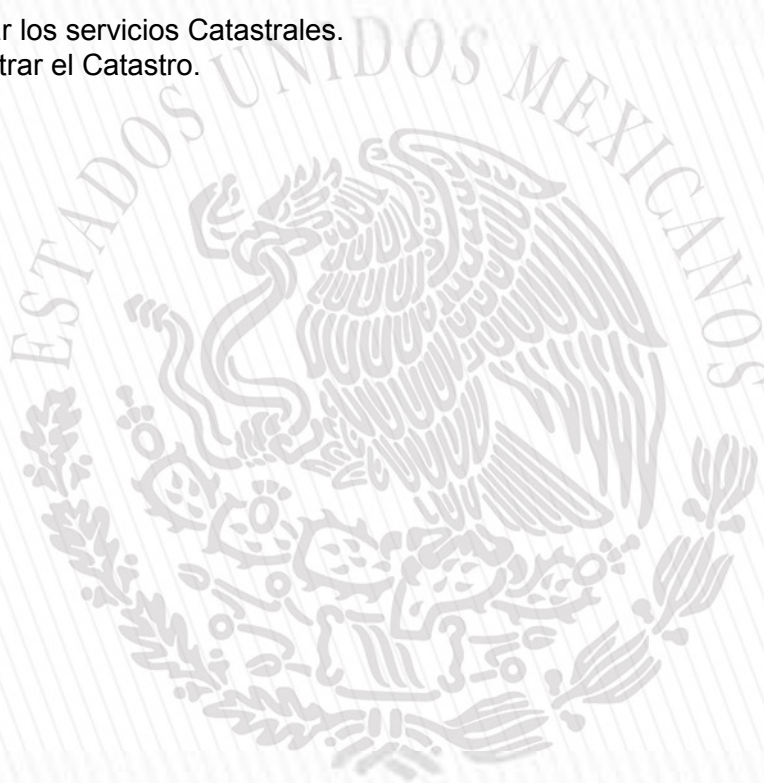 r los servicios Catastrales.
trar el Catastro.
ESTADOS UNIDOS MEXICANOS